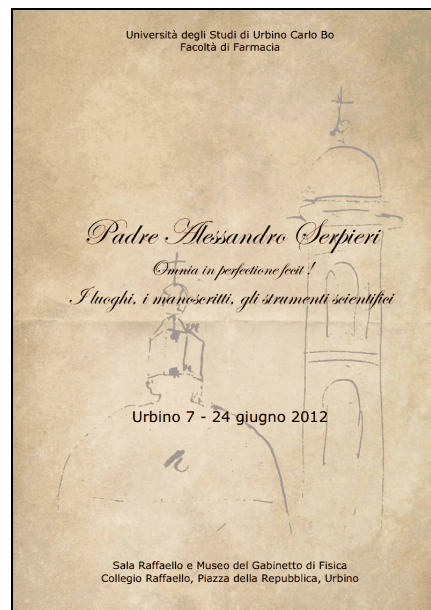 Università degli Studi di Urbino Carlo Bo
Facoltà di Farmacia
Padre Alessandro Serpieri
Omnia in perfectione fecit !
I luoghi, i manoscritti, gli strumenti scientifici
Urbino 7 - 24 giugno 2012
Sala Raffaello e Museo del Gabinetto di Fisica
Collegio Raffaello, Piazza della Repubblica, Urbino